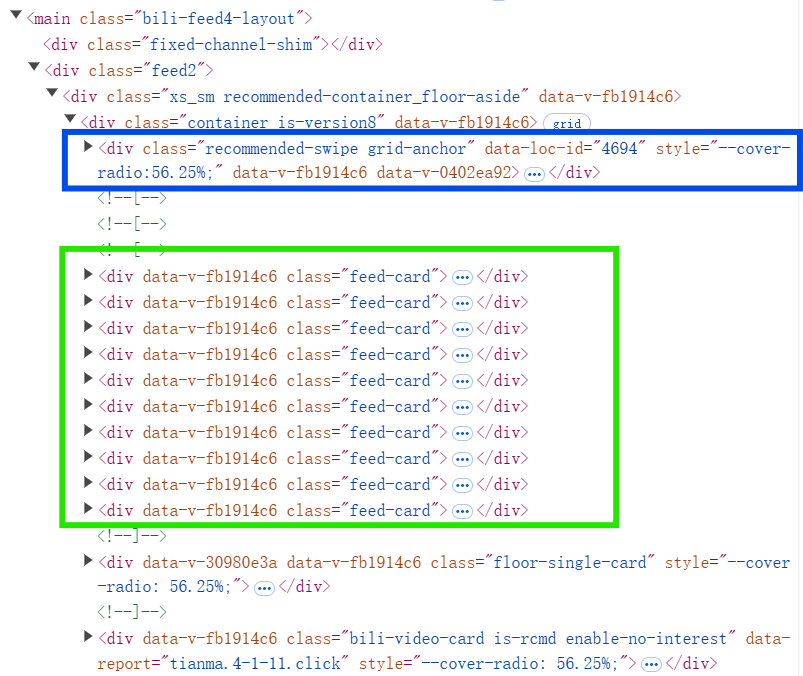 <main class="bili-feed4-layout">
<div class="fixed-channel-shim"></div>
<div class="feed2">
<div class="xs_sm recommended-container_floor-aside" data-v-fb1914c6>
<div class="container is-version8" data-v-fb1914c6> grid
<div class="recommended-swipe grid-anchor" data-loc-id="4694" style="--cover-
radio:56.25%;" data-v-fb1914c6 data-v-0402ea92> ••• </div>
<!--[-->
<!--[-->
<!--[-->
<div data-v-fb1914c6 class="feed-card"> ••• </div>
<div data-v-fb1914c6 class="feed-card"> ••• </div>
<div data-v-fb1914c6 class="feed-card"> ••• </div>
<div data-v-fb1914c6 class="feed-card"> ••• </div>
<div data-v-fb1914c6 class="feed-card"> ••• </div>
<div data-v-fb1914c6 class="feed-card"> ••• </div>
<div data-v-fb1914c6 class="feed-card"> ••• </div>
<div data-v-fb1914c6 class="feed-card"> ••• </div>
<div data-v-fb1914c6 class="feed-card"> ••• </div>
<div data-v-fb1914c6 class="feed-card"> ••• </div>
<!--]-->
<div data-v-30980e3a data-v-fb1914c6 class="floor-single-card" style="--cover
-radio: 56.25%;"> ••• </div>
<!--]-->
<div data-v-fb1914c6 class="bili-video-card is-rcmd enable-no-interest" data-
report="tianma.4-1-11.click" style="--cover-radio: 56.25%;"> ••• </div>